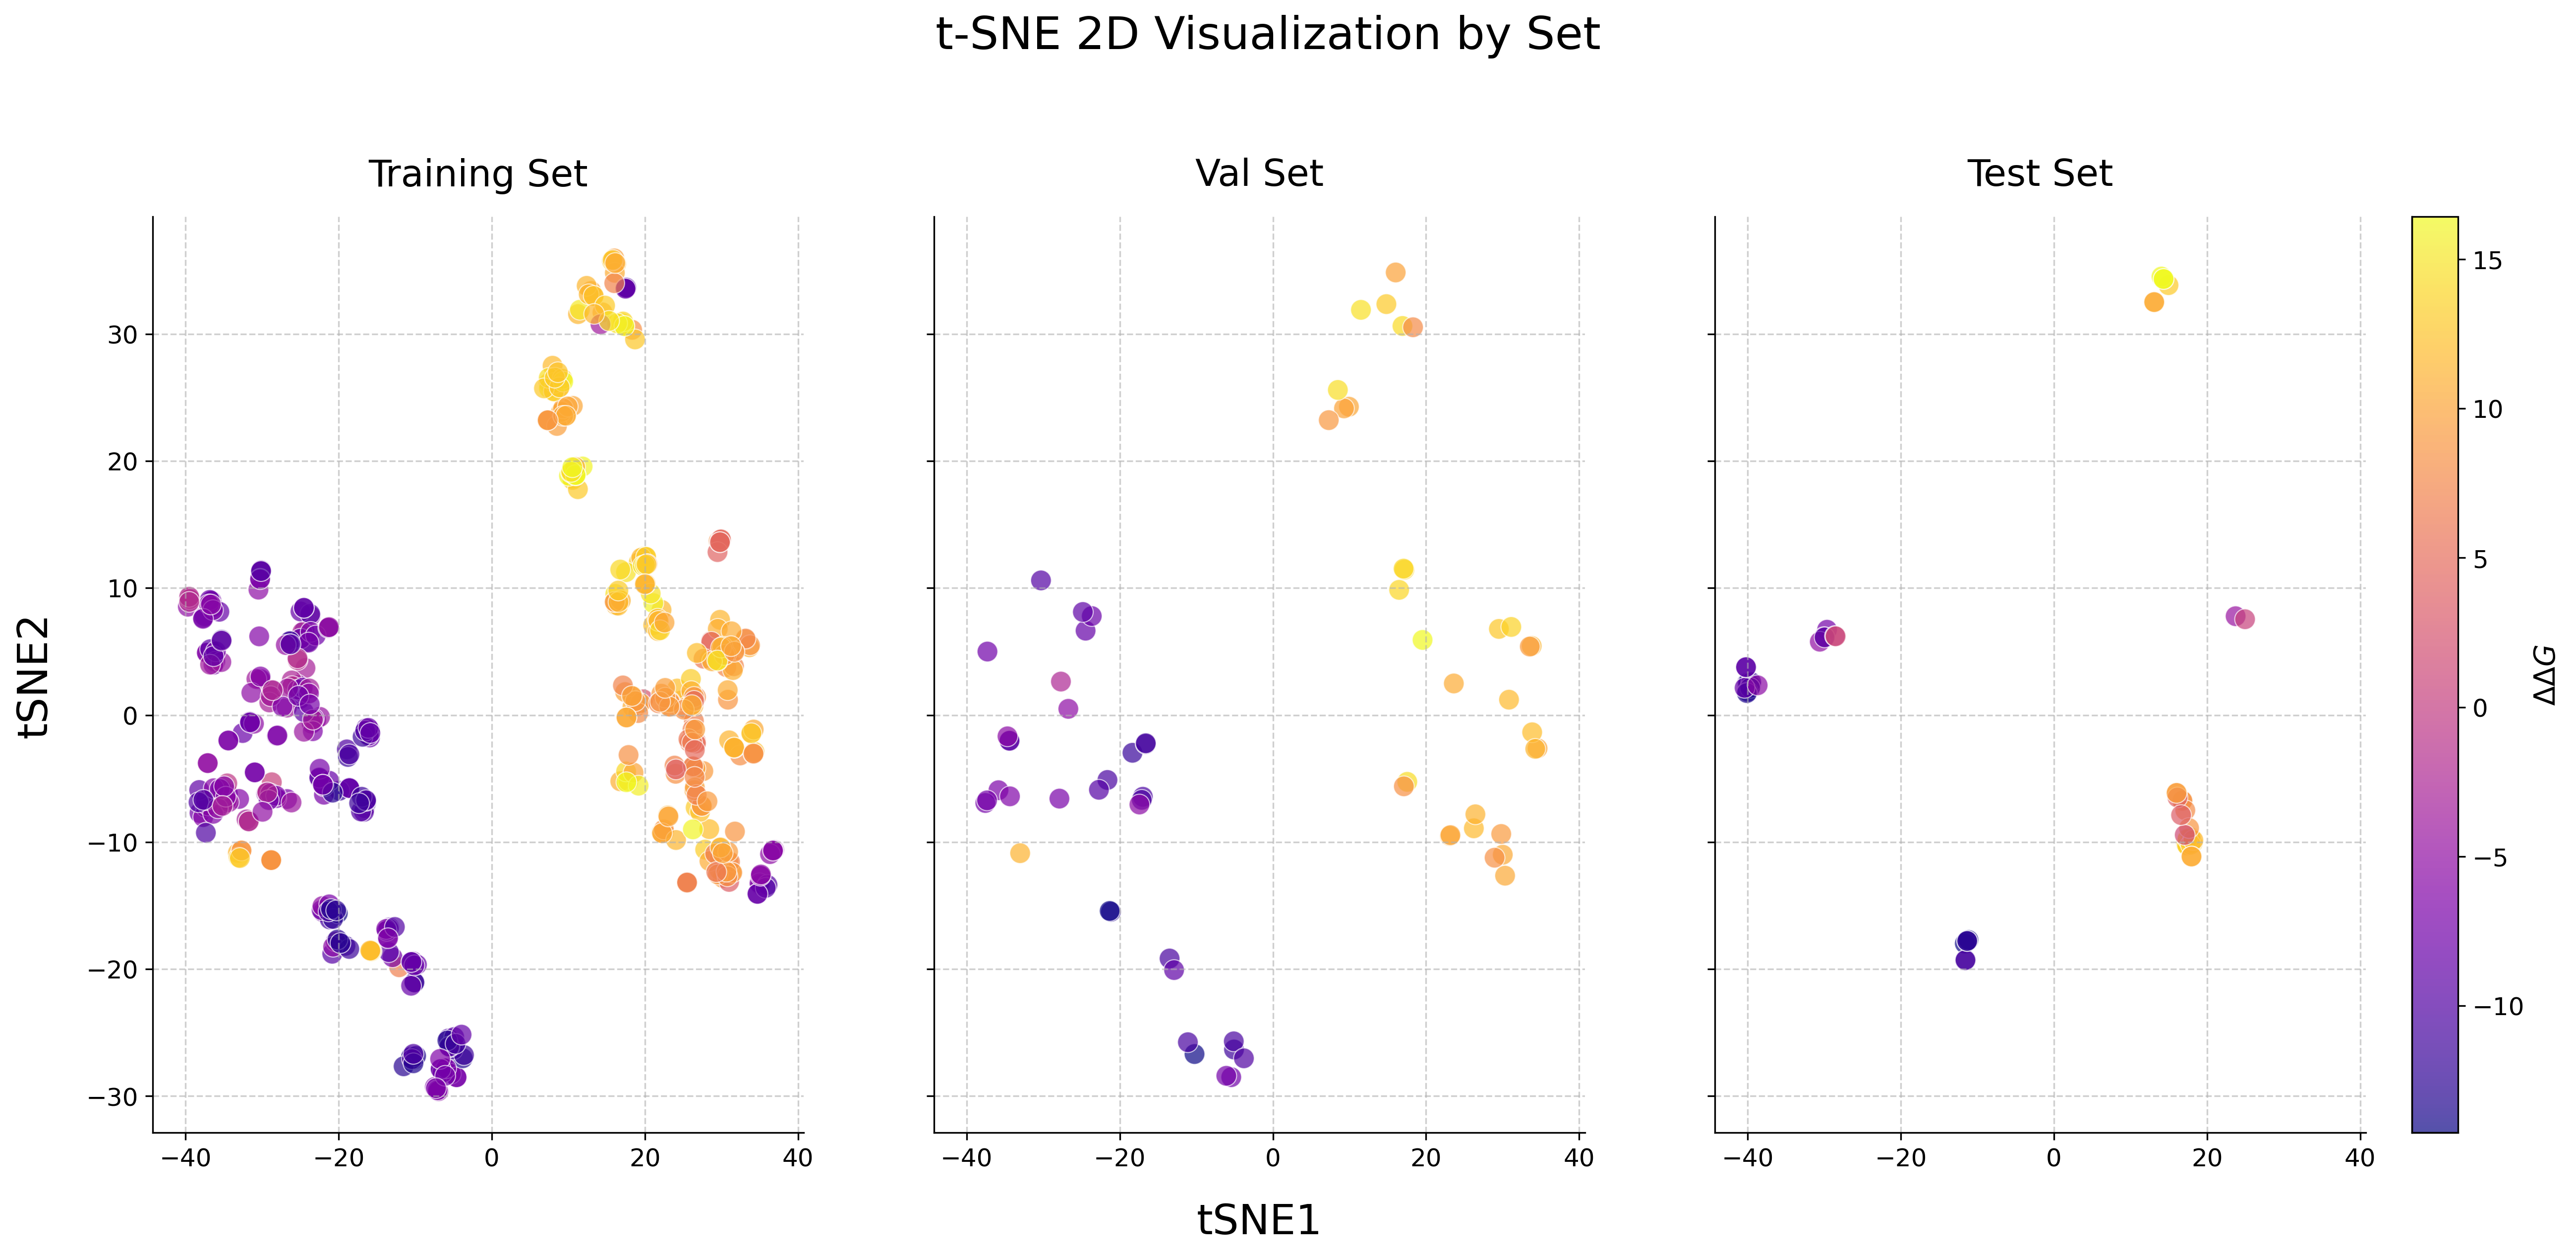 t-SNE 2D Visualization by Set
Training Set
Val Set
Test Set
tSNE2
30
20
10
0
−10
−20
−30
−40 −20 0 20 40
−40 −20 0 20 40
−40 −20 0 20 40
tSNE1
15
10
5
0
−5
−10
ΔΔG